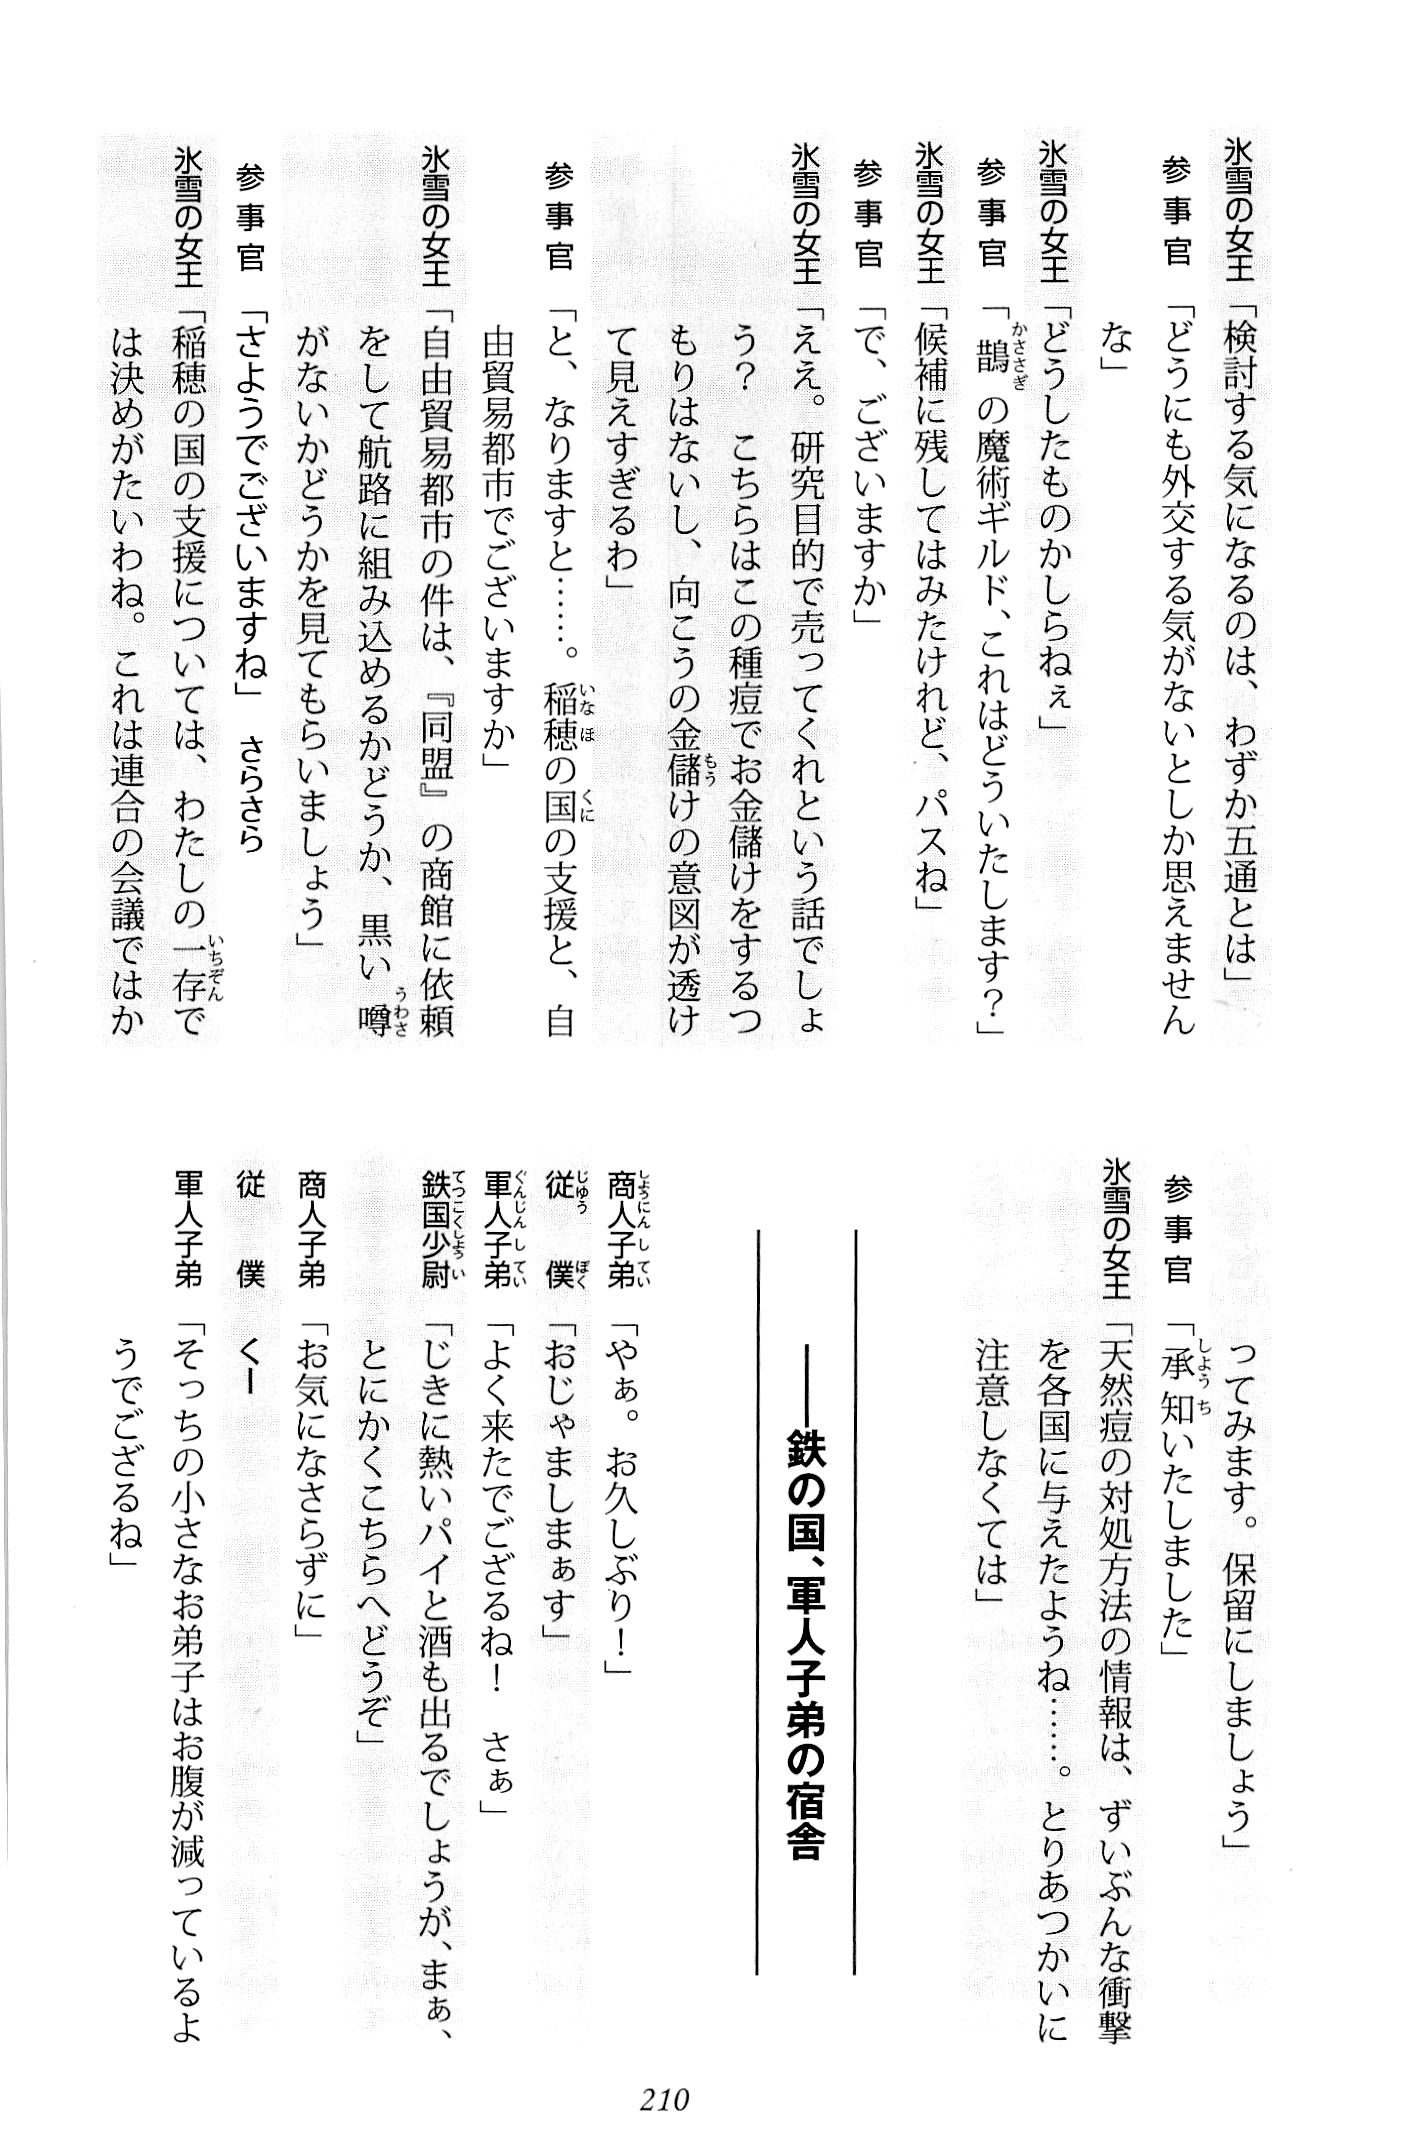 氷雪の女王「検討する気になるのは、わずか五通とは」
参事官「どうにも外交する気がないとしか思えません
な」
氷雪の女王「どうしたものかしらねぇ」
参事官「鵲の魔術ギルド、これはどういたします？」
氷雪の女王「候補に残してはみたけれど、パスね」
参事官「で、ございますか」
氷雪の女王「ええ。研究目的で売ってくれという話でしょ
う？　こちらはこの種痘でお金儲けをするつ
もりはないし、向こうの金儲けの意図が透け
て見えすぎるわ」
参事官「と、なりますと……。稲穂の国の支援と、自
由貿易都市でございますか」
氷雪の女王「自由貿易都市の件は、『同盟』の商館に依頼
をして航路に組み込めるかどうか、黒い噂
がないかどうかを見てもらいましょう」
参事官「さようでございますね」　さらさら
氷雪の女王「稲穂の国の支援については、わたしの一存で
は決めがたいわね。これは連合の会議ではか
ってみます。保留にしましょう」
参事官「承知いたしました」
氷雪の女王「天然痘の対処方法の情報は、ずいぶんな衝撃
を各国に与えたようね……。とりあつかいに
注意しなくては」
――鉄の国、軍人子弟の宿舎
商人子弟「やぁ。お久しぶり！」
従僕「おじゃましまぁす」
軍人子弟「よく来たでござるね！　さぁ」
鉄国少尉「じきに熱いパイと酒も出るでしょうが、まぁ、
とにかくこちらへどうぞ」
商人子弟「お気になさらずに」
従僕　くー
軍人子弟「そっちの小さなお弟子はお腹が減っているよ
うでござるね」
210